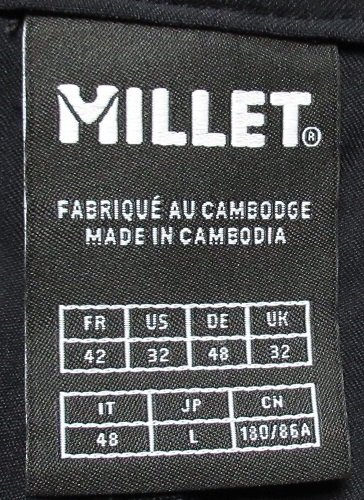 MILLET®
FABRIQUÉ AU CAMBODGE
MADE IN CAMBODIA
FR US DE UK
42 32 48 32
IT JP CN
48 L 180/86A